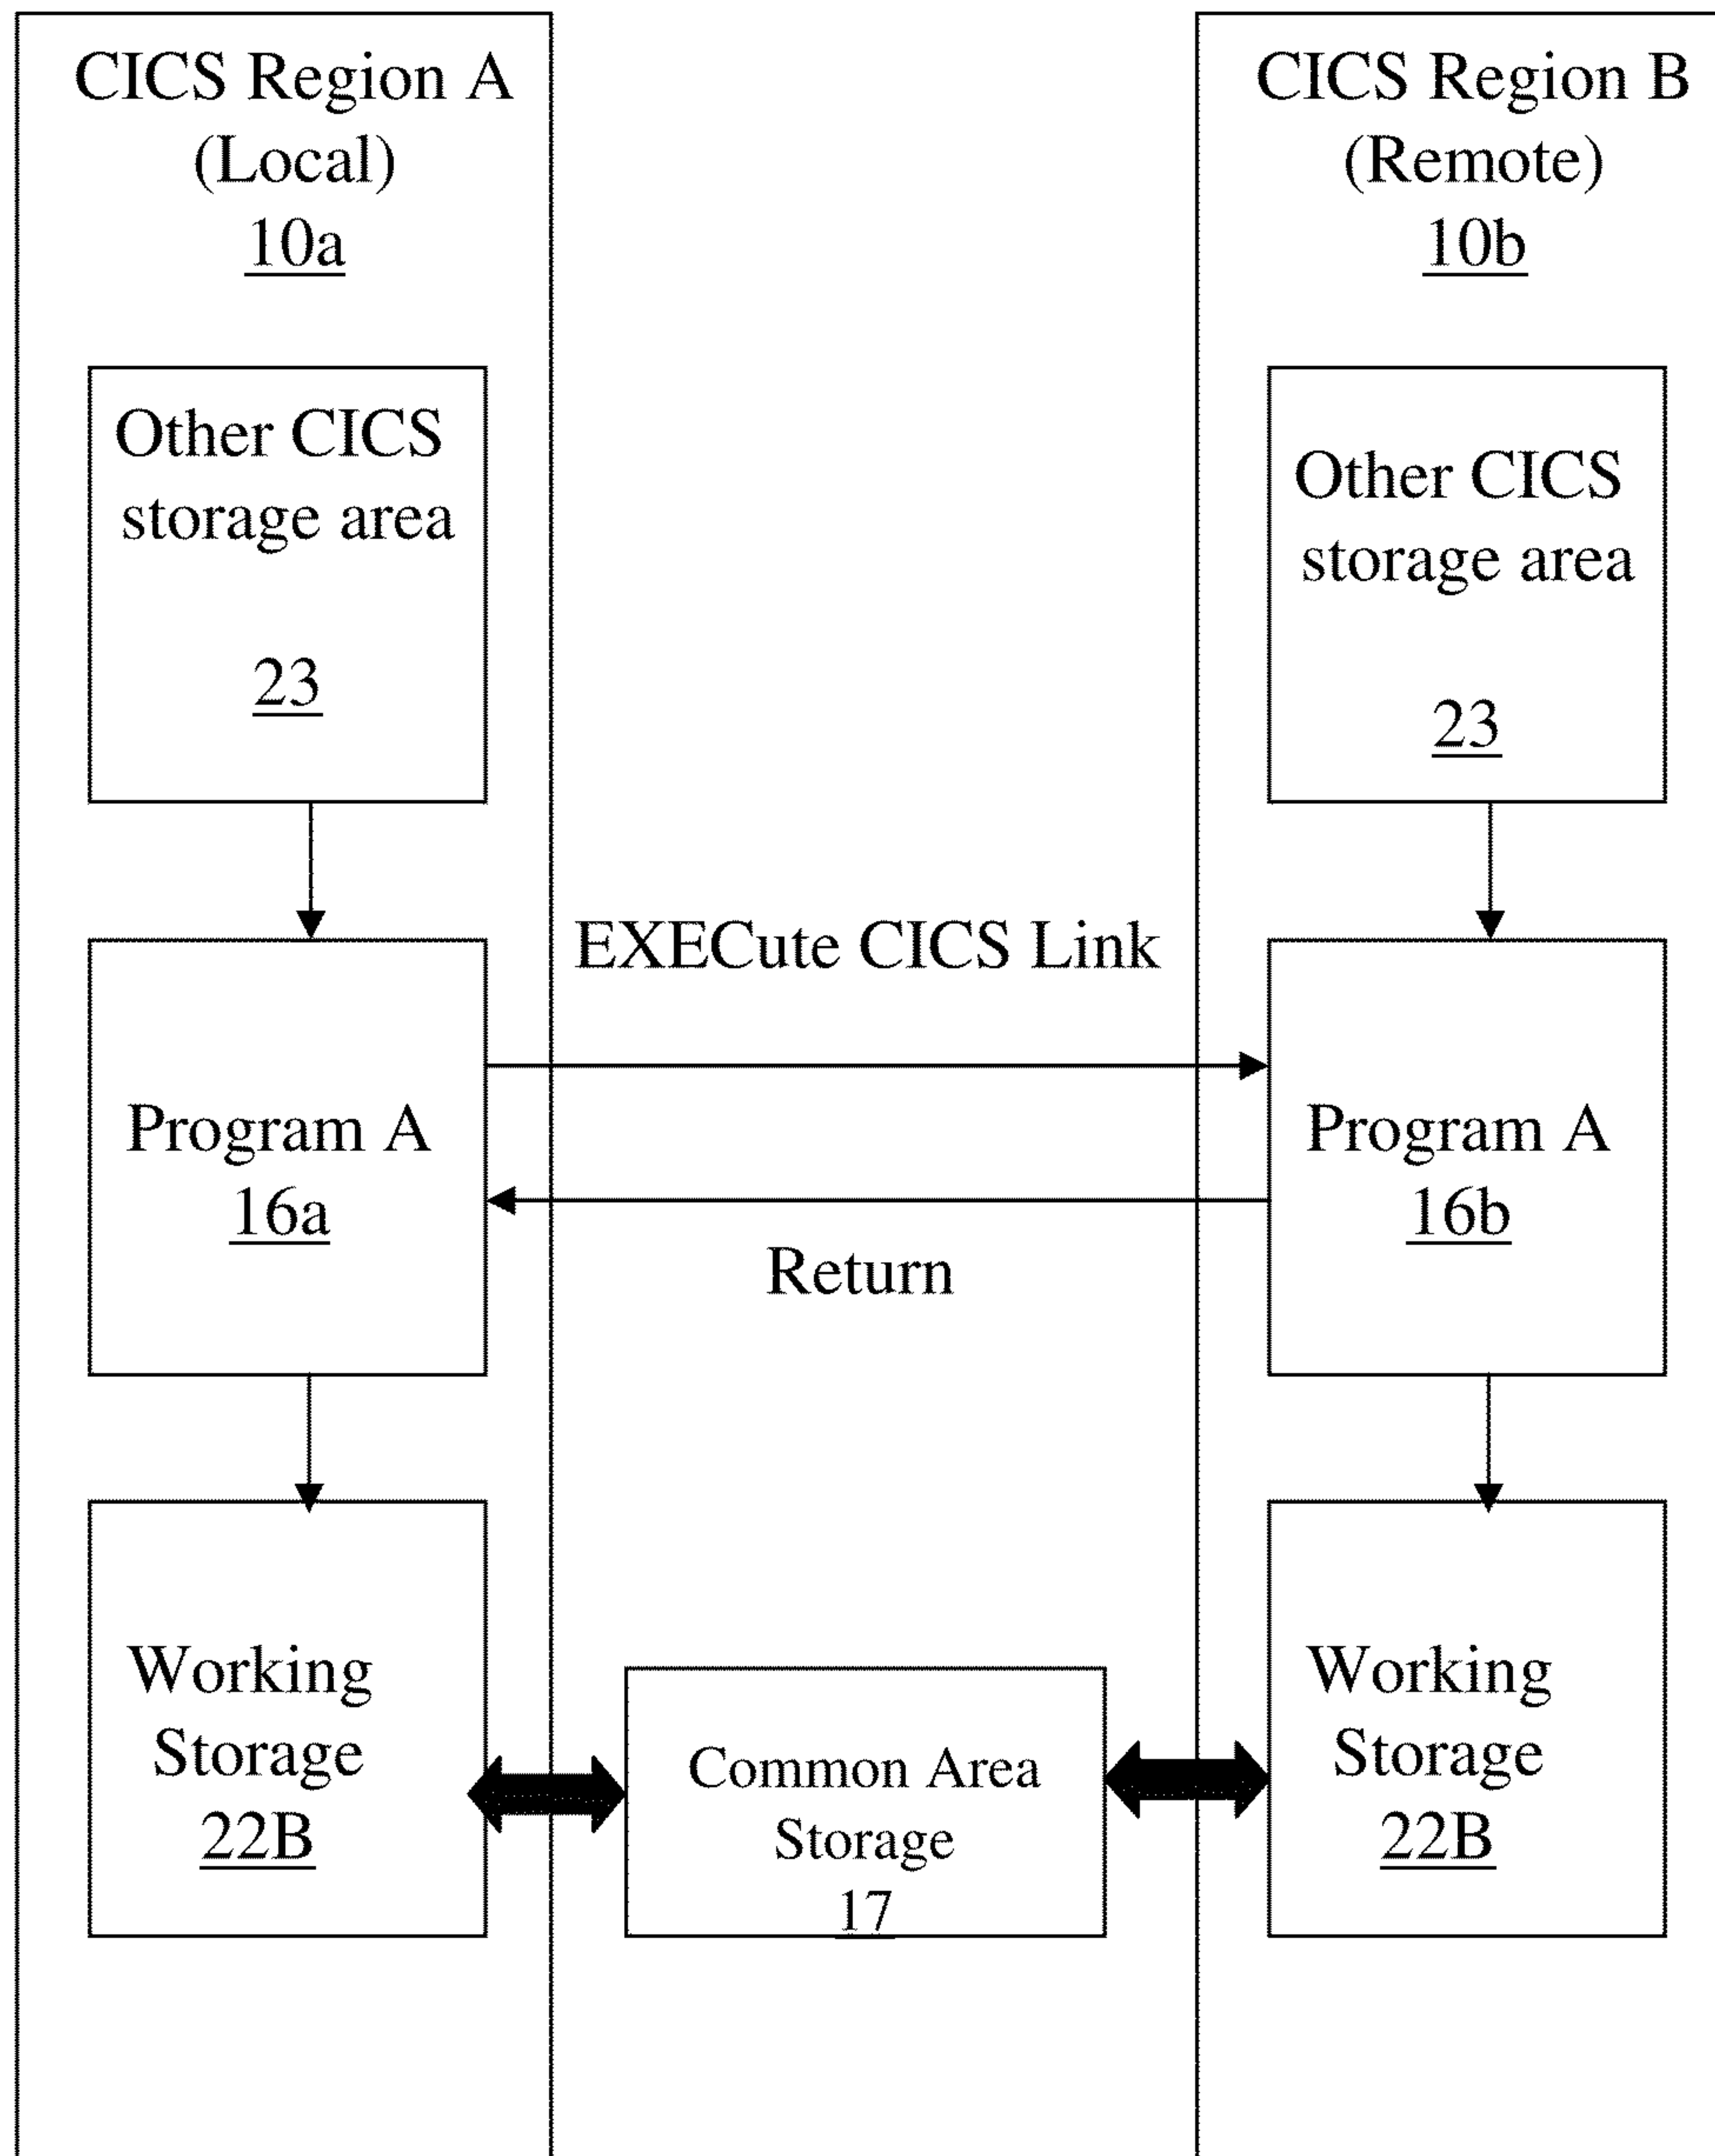 CICS Region A
(Local)
10a
Other CICS
storage area
23
Program A
16a
Working
Storage
22B
EXECute CICS Link
Return
Common Area
Storage
17
CICS Region B
(Remote)
10b
Other CICS
storage area
23
Program A
16b
Working
Storage
22B